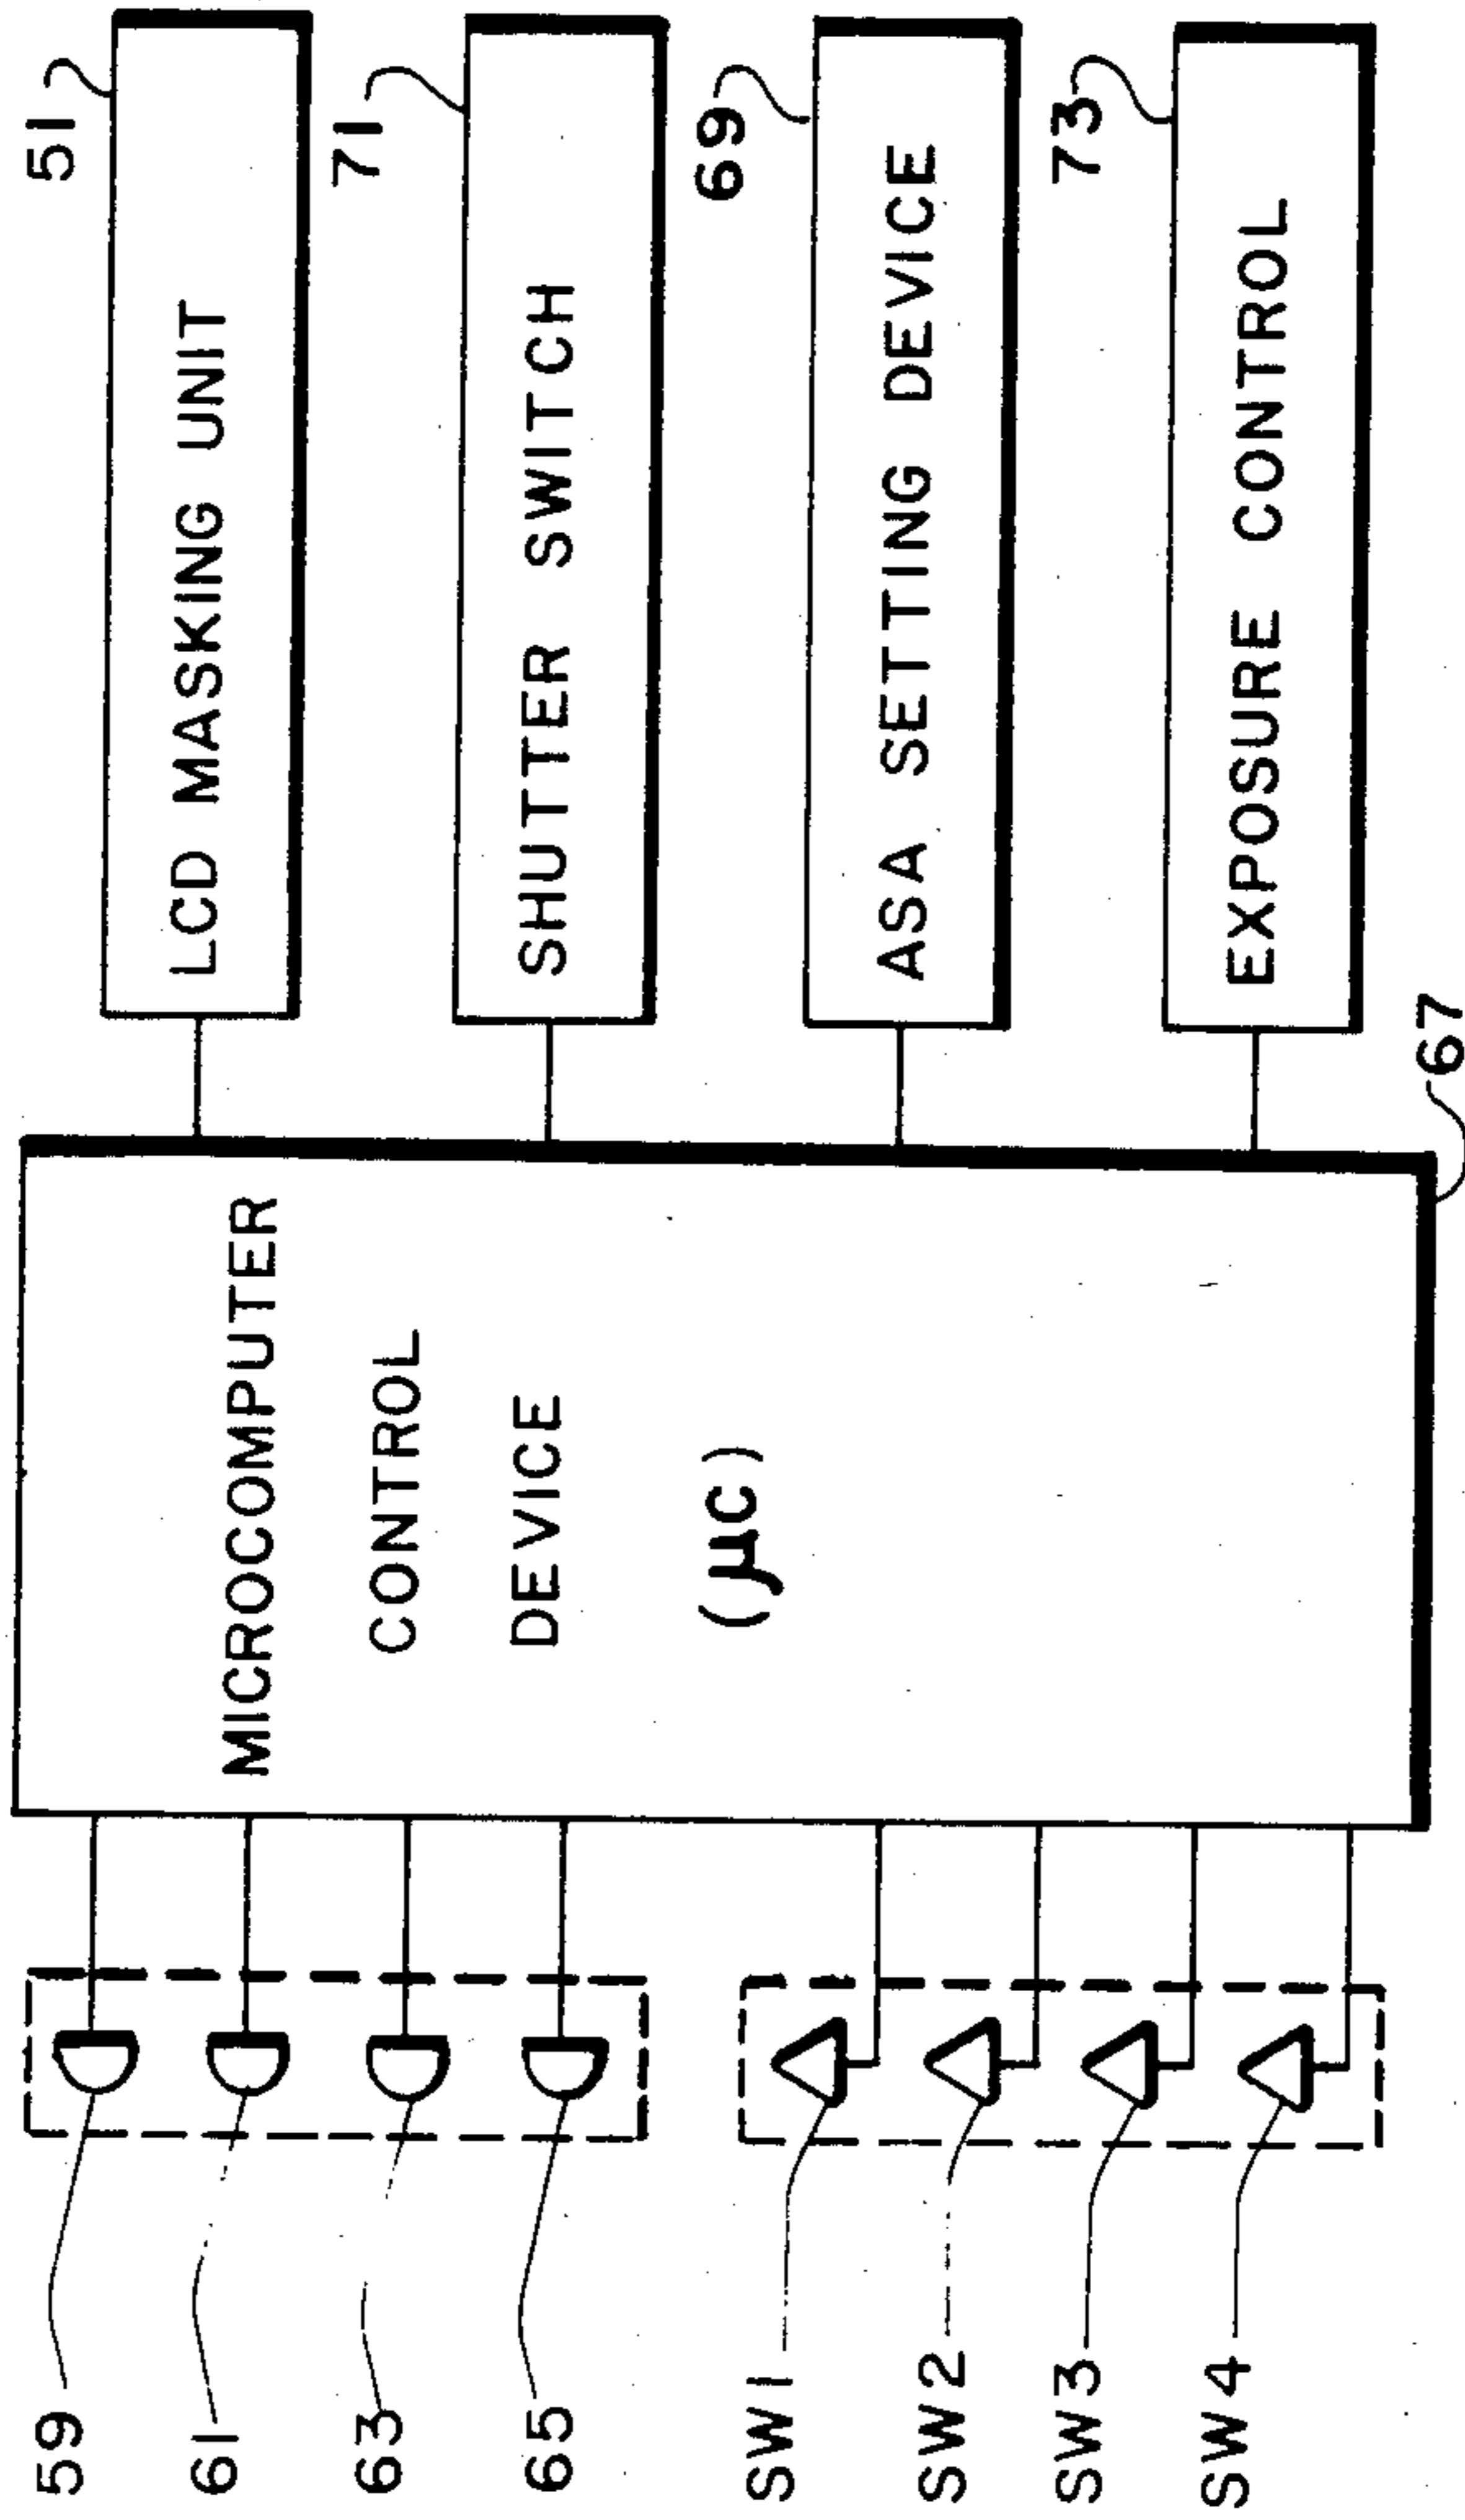 59
61
63
65
SW1
SW2
SW3
SW4
MICROCOMPUTER
CONTROL
DEVICE
(μC)
67
51
LCD MASKING UNIT
71
SHUTTER SWITCH
69
ASA SETTING DEVICE
73
EXPOSURE CONTROL